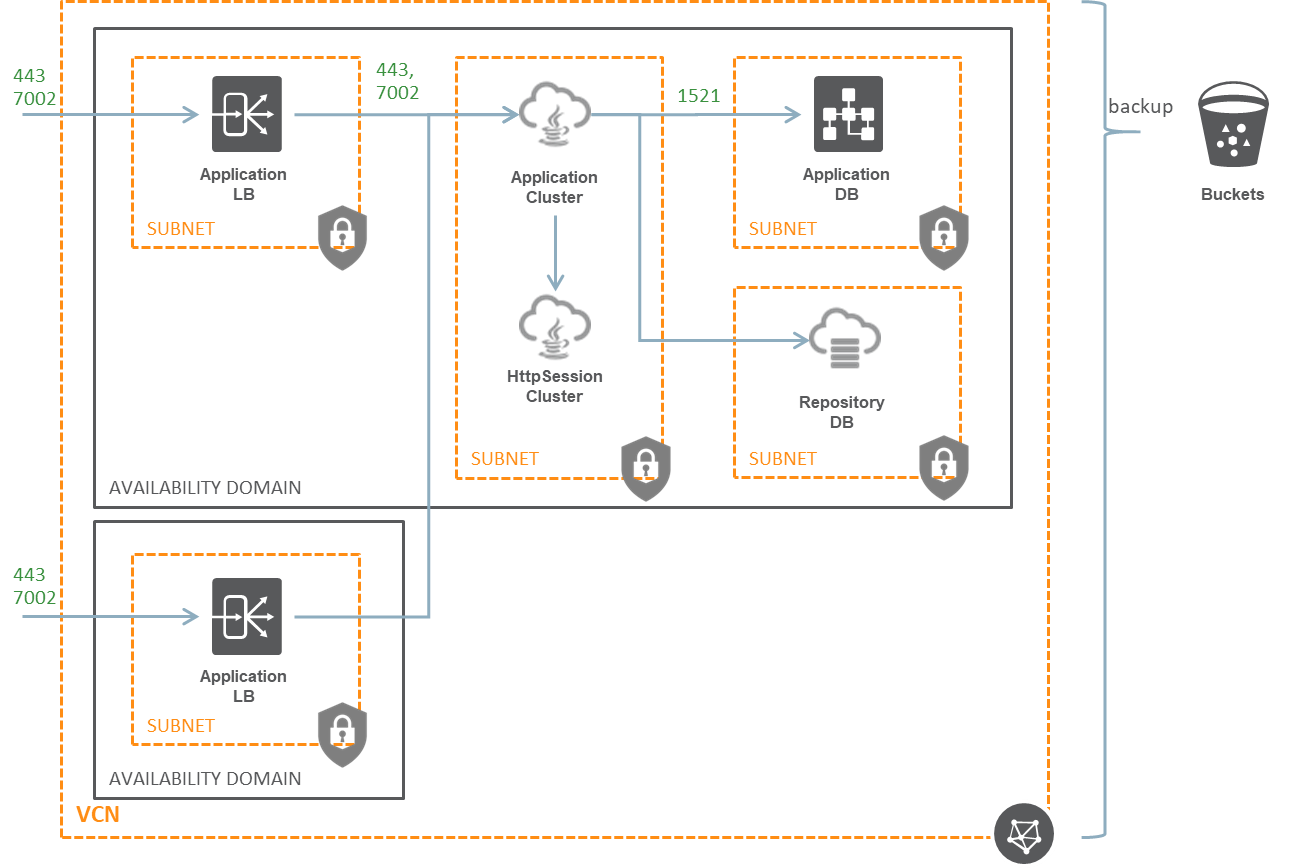 443
7002
Application
LB
SUBNET
443,
7002
Application
Cluster
HttpSession
Cluster
SUBNET
1521
Application
DB
SUBNET
Repository
DB
SUBNET
AVAILABILITY DOMAIN
443
7002
Application
LB
SUBNET
AVAILABILITY DOMAIN
VCN
backup
Buckets